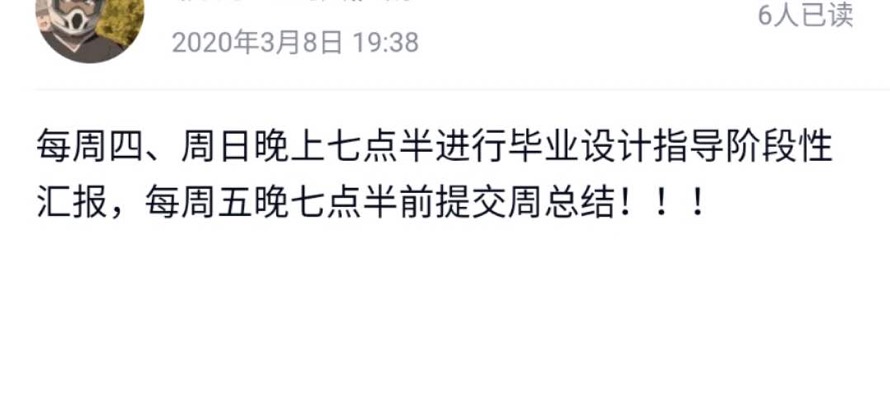 6人已读
2020年3月8日 19:38
每周四、周日晚上七点半进行毕业设计指导阶段性
汇报，每周五晚七点半前提交周总结！！！